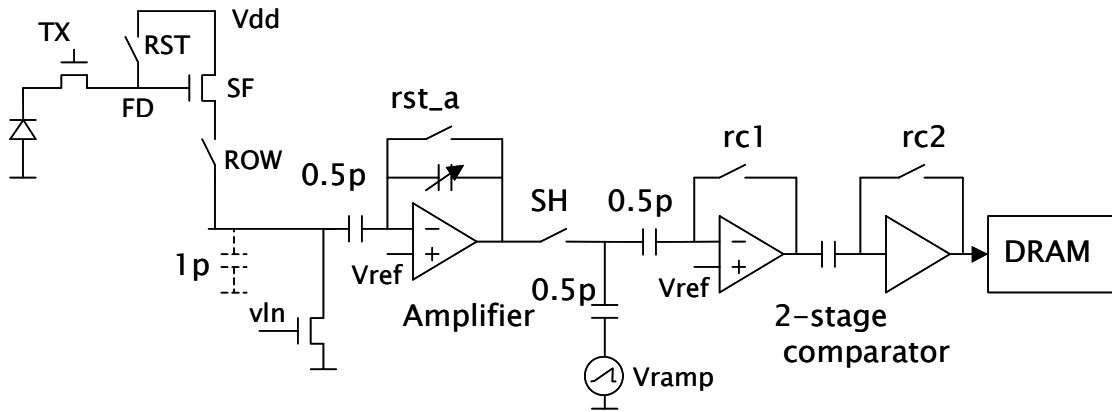 Vdd
TX
RST
SF
FD
rst_a
rc1
rc2
ROW
0.5p
SH
0.5p
DRAM
1p
Vref
0.5p
Vref
vln
Amplifier
2-stage
comparator
Vramp